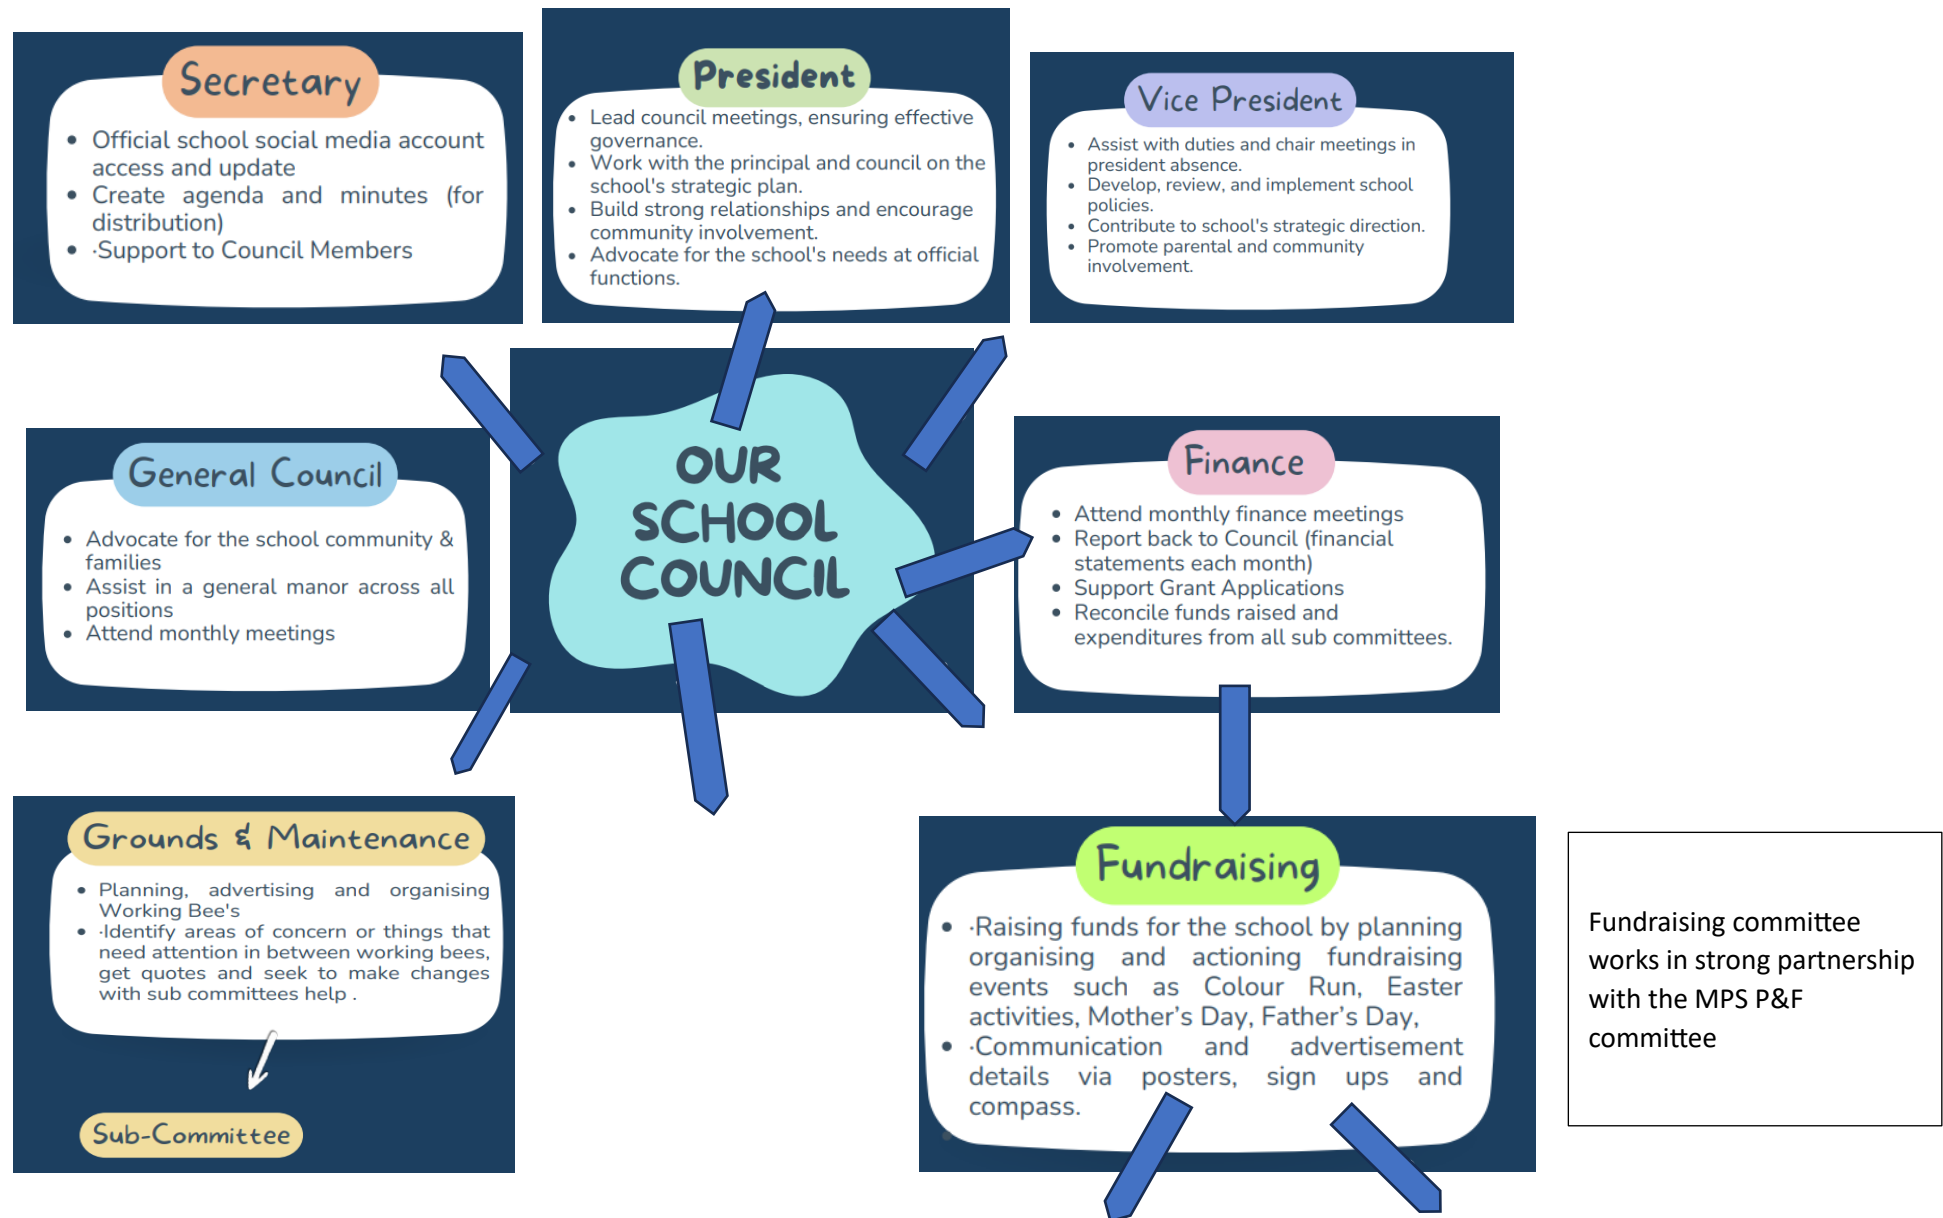 Secretary
• Official school social media account
access and update
• Create agenda and minutes (for
distribution)
• ·Support to Council Members
President
• Lead council meetings, ensuring effective
governance.
• Work with the principal and council on the
school's strategic plan.
• Build strong relationships and encourage
community involvement.
• Advocate for the school's needs at official
functions.
Vice President
• Assist with duties and chair meetings in
president absence.
• Develop, review, and implement school
policies.
• Contribute to school's strategic direction.
• Promote parental and community
involvement.
General Council
• Advocate for the school community &
families
• Assist in a general manor across all
positions
• Attend monthly meetings
OUR
SCHOOL
COUNCIL
Finance
• Attend monthly finance meetings
• Report back to Council (financial
statements each month)
• Support Grant Applications
• Reconcile funds raised and
expenditures from all sub committees.
Grounds & Maintenance
• Planning, advertising and organising
Working Bee's
• ·Identify areas of concern or things that
need attention in between working bees,
get quotes and seek to make changes
with sub committees help .
Sub-Committee
Fundraising
• ·Raising funds for the school by planning
organising and actioning fundraising
events such as Colour Run, Easter
activities, Mother’s Day, Father’s Day,
• ·Communication and advertisement
details via posters, sign ups and
compass.
Fundraising committee
works in strong partnership
with the MPS P&F
committee